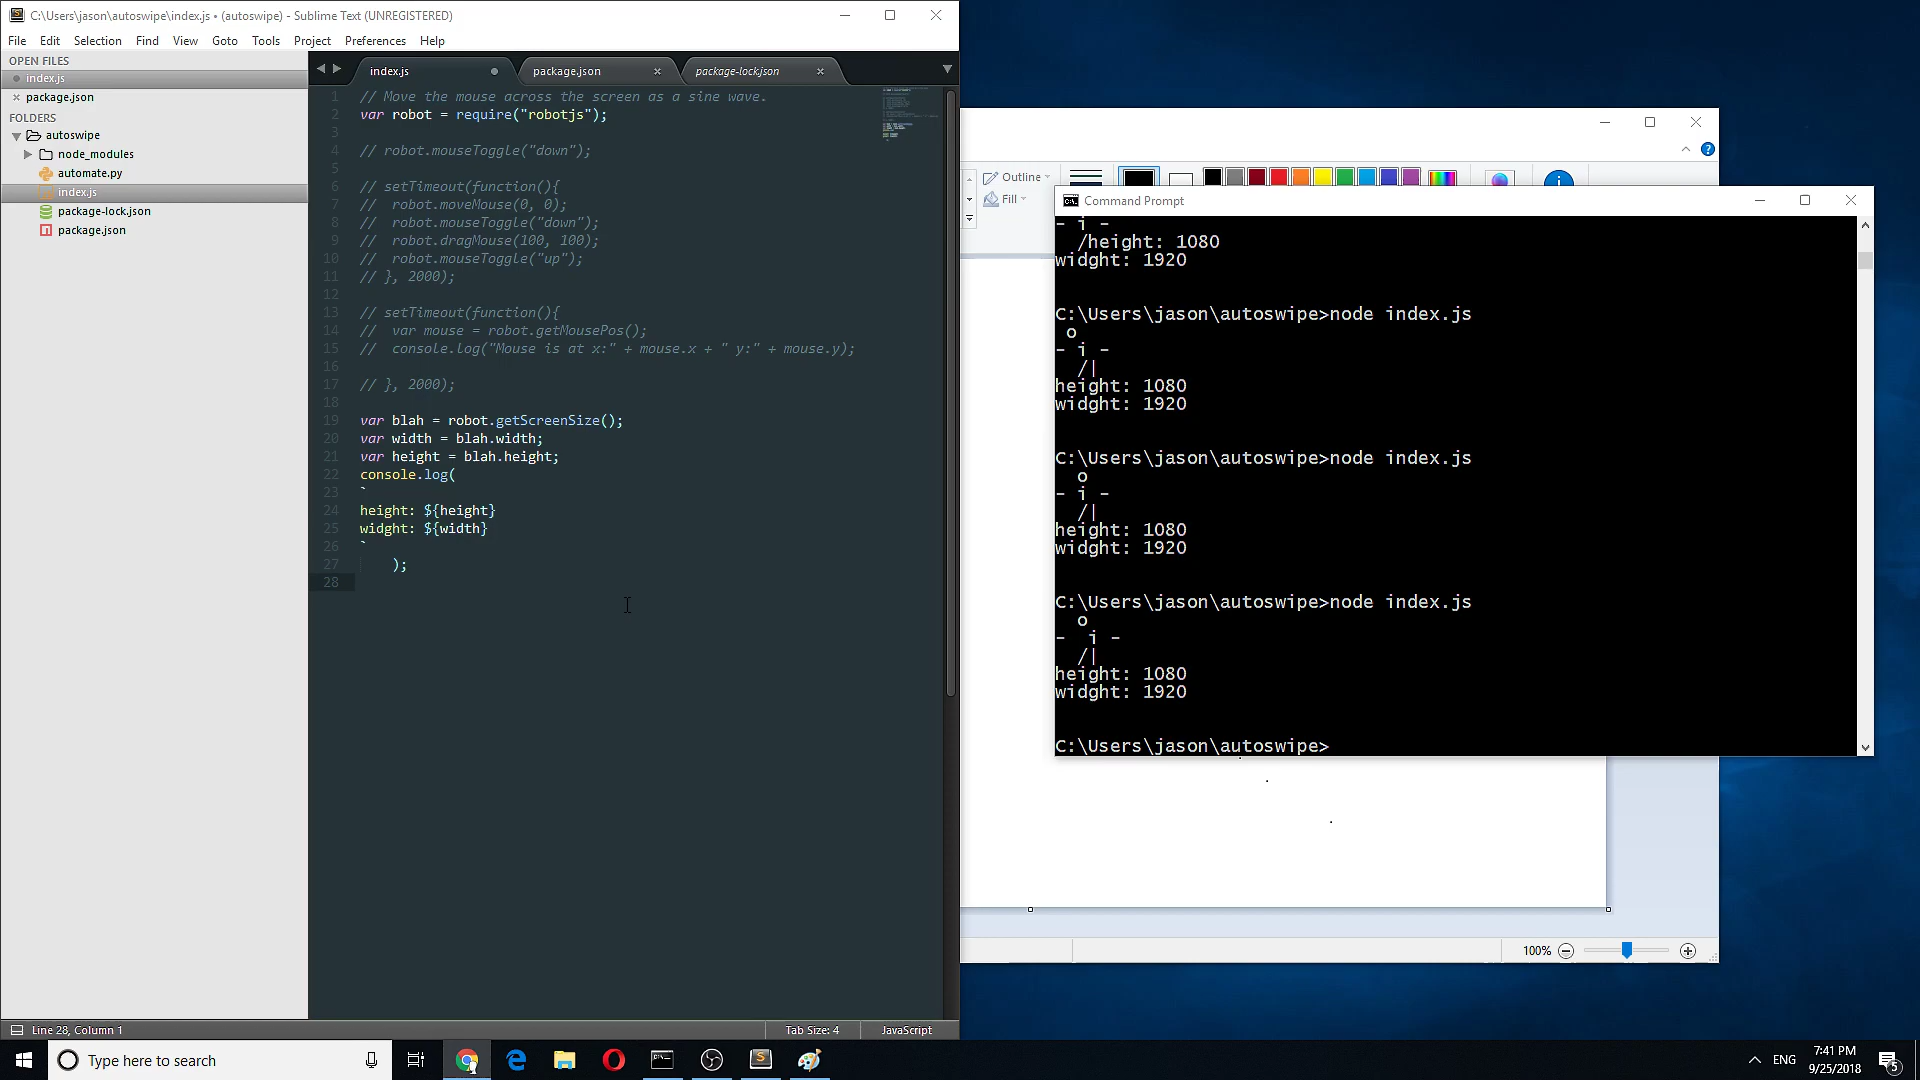 C:\Users\jason\autoswipe\index.js • (autoswipe) - Sublime Text (UNREGISTERED)
File Edit Selection Find View Goto Tools Project Preferences Help
OPEN FILES
index.js
package.json
FOLDERS
autoswipe
node_modules
automate.py
index.js
package-lock.json
package.json
index.js package.json package-lock.json
1 // Move the mouse across the screen as a sine wave.
2 var robot = require("robotjs");
3
4 // robot.mouseToggle("down");
5
6 // setTimeout(function(){
7 //  robot.moveMouse(0, 0);
8 //  robot.mouseToggle("down");
9 //  robot.dragMouse(100, 100);
10 //  robot.mouseToggle("up");
11 // }, 2000);
12
13 // setTimeout(function(){
14 //  var mouse = robot.getMousePos();
15 //  console.log("Mouse is at x:" + mouse.x + " y:" + mouse.y);
16
17 // }, 2000);
18
19 var blah = robot.getScreenSize();
20 var width = blah.width;
21 var height = blah.height;
22 console.log(
23 `
24 height: ${height}
25 widght: ${width}
26 `
27     );
28
Line 28, Column 1 Tab Size: 4 JavaScript
Outline
Fill
Command Prompt
- i -
  /height: 1080
widght: 1920
C:\Users\jason\autoswipe>node index.js
 o
- i -
  /|
height: 1080
widght: 1920
C:\Users\jason\autoswipe>node index.js
  o
- i -
  /|
height: 1080
widght: 1920
C:\Users\jason\autoswipe>node index.js
  o
-  i -
  /|
height: 1080
widght: 1920
C:\Users\jason\autoswipe>
100%
Type here to search
ENG
7:41 PM
9/25/2018
5